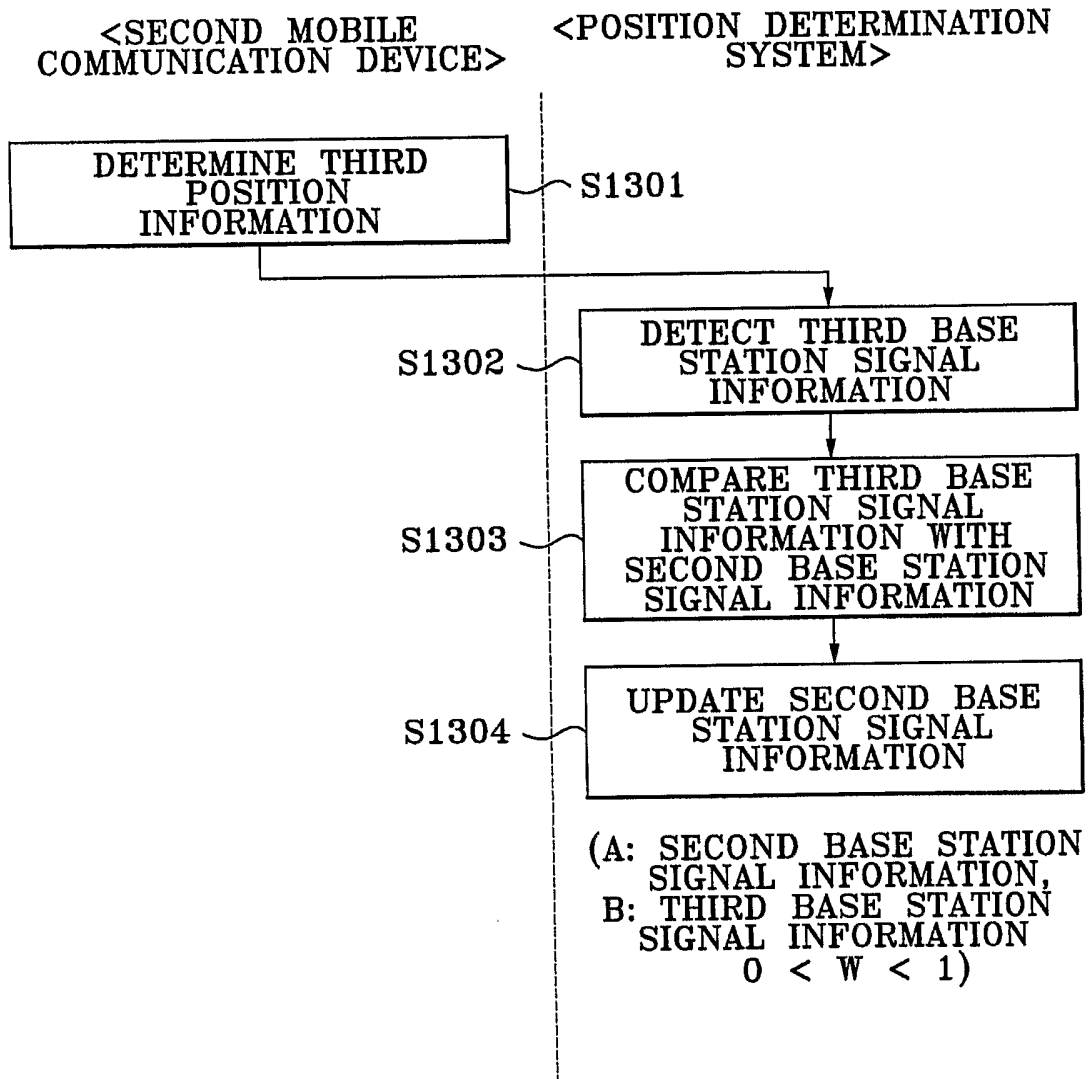 <SECOND MOBILE
COMMUNICATION DEVICE>
<POSITION DETERMINATION
SYSTEM>
DETERMINE THIRD
POSITION
INFORMATION
S1301
DETECT THIRD BASE
STATION SIGNAL
INFORMATION
S1302
COMPARE THIRD BASE
STATION SIGNAL
INFORMATION WITH
SECOND BASE STATION
SIGNAL INFORMATION
S1303
UPDATE SECOND BASE
STATION SIGNAL
INFORMATION
S1304
(A: SECOND BASE STATION
SIGNAL INFORMATION,
B: THIRD BASE STATION
SIGNAL INFORMATION
0 < W < 1)